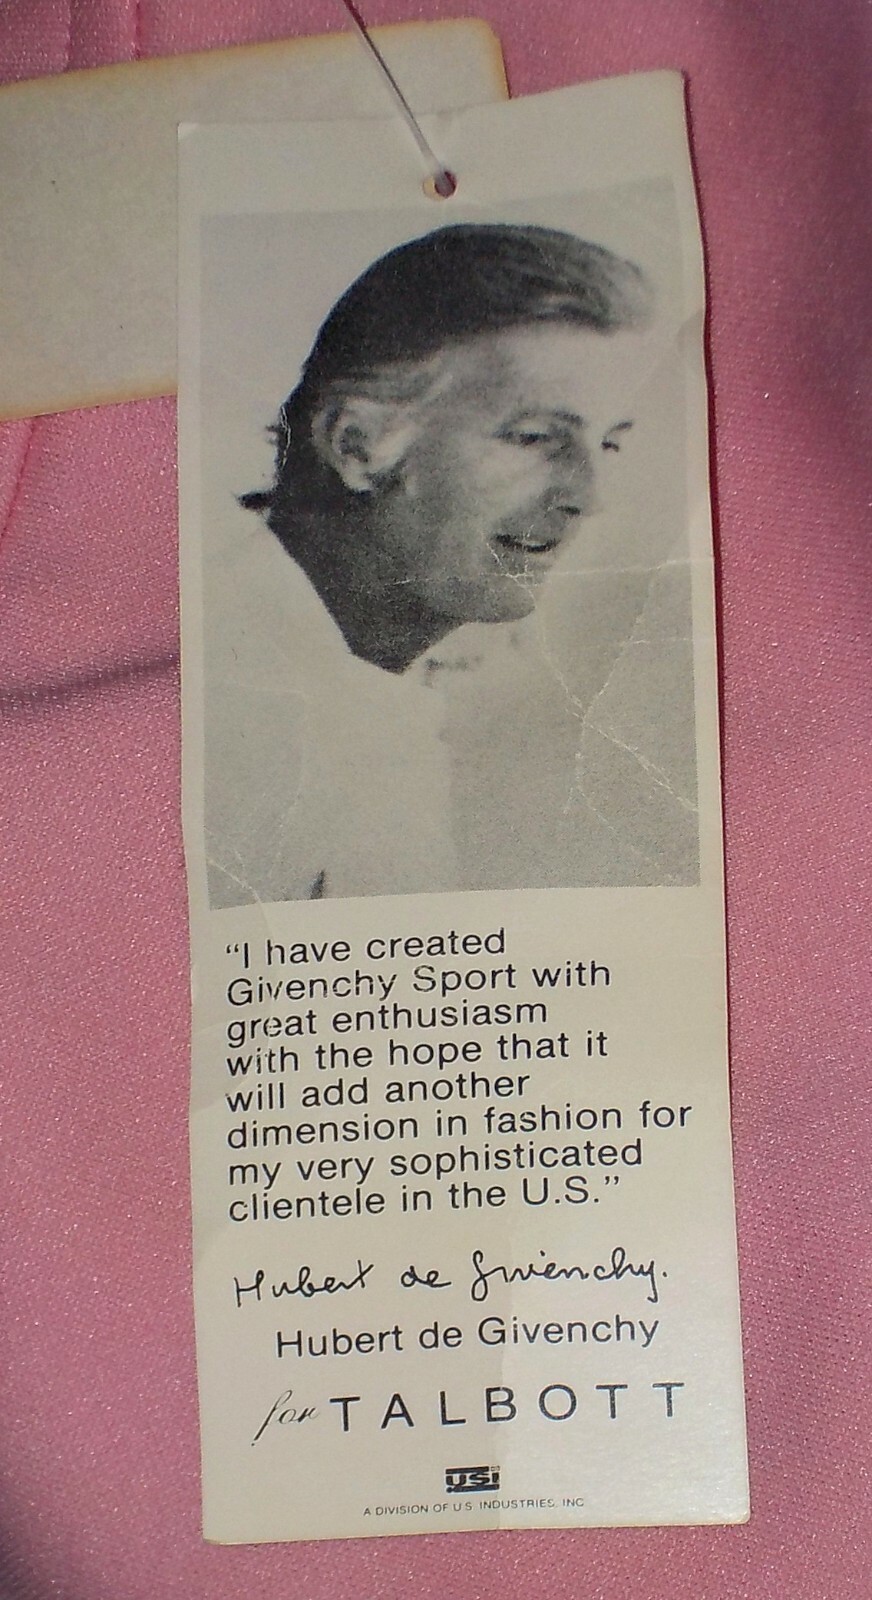 “I have created
Givenchy Sport with
great enthusiasm
with the hope that it
will add another
dimension in fashion for
my very sophisticated
clientele in the U.S.”
Hubert de Givenchy.
Hubert de Givenchy
for TALBOTT
USI
A DIVISION OF U.S. INDUSTRIES, INC